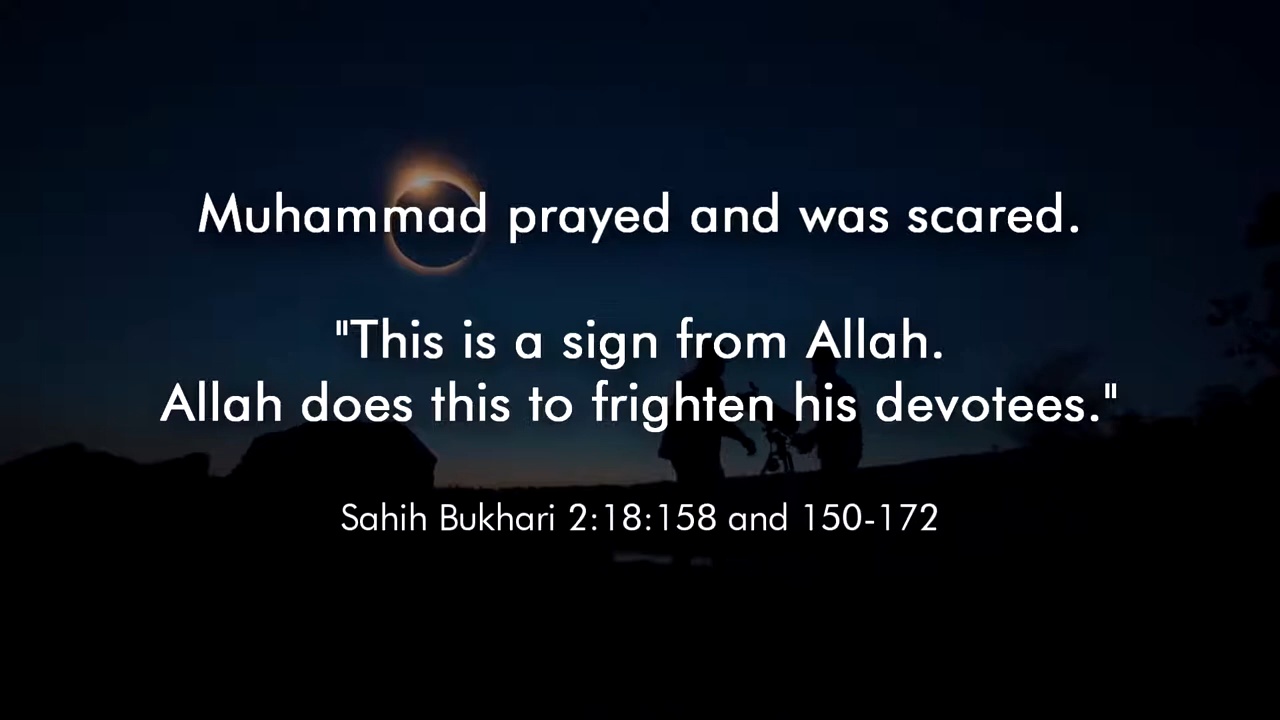 Muhammad prayed and was scared.
"This is a sign from Allah.
Allah does this to frighten his devotees."
Sahih Bukhari 2:18:158 and 150-172